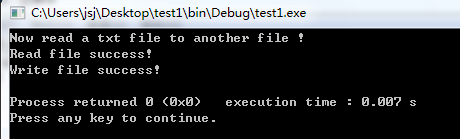 C:\Users\jsj\Desktop\test1\bin\Debug\test1.exe
Now read a txt file to another file !
Read file success!
Write file success!
Process returned 0 (0x0)   execution time : 0.007 s
Press any key to continue.